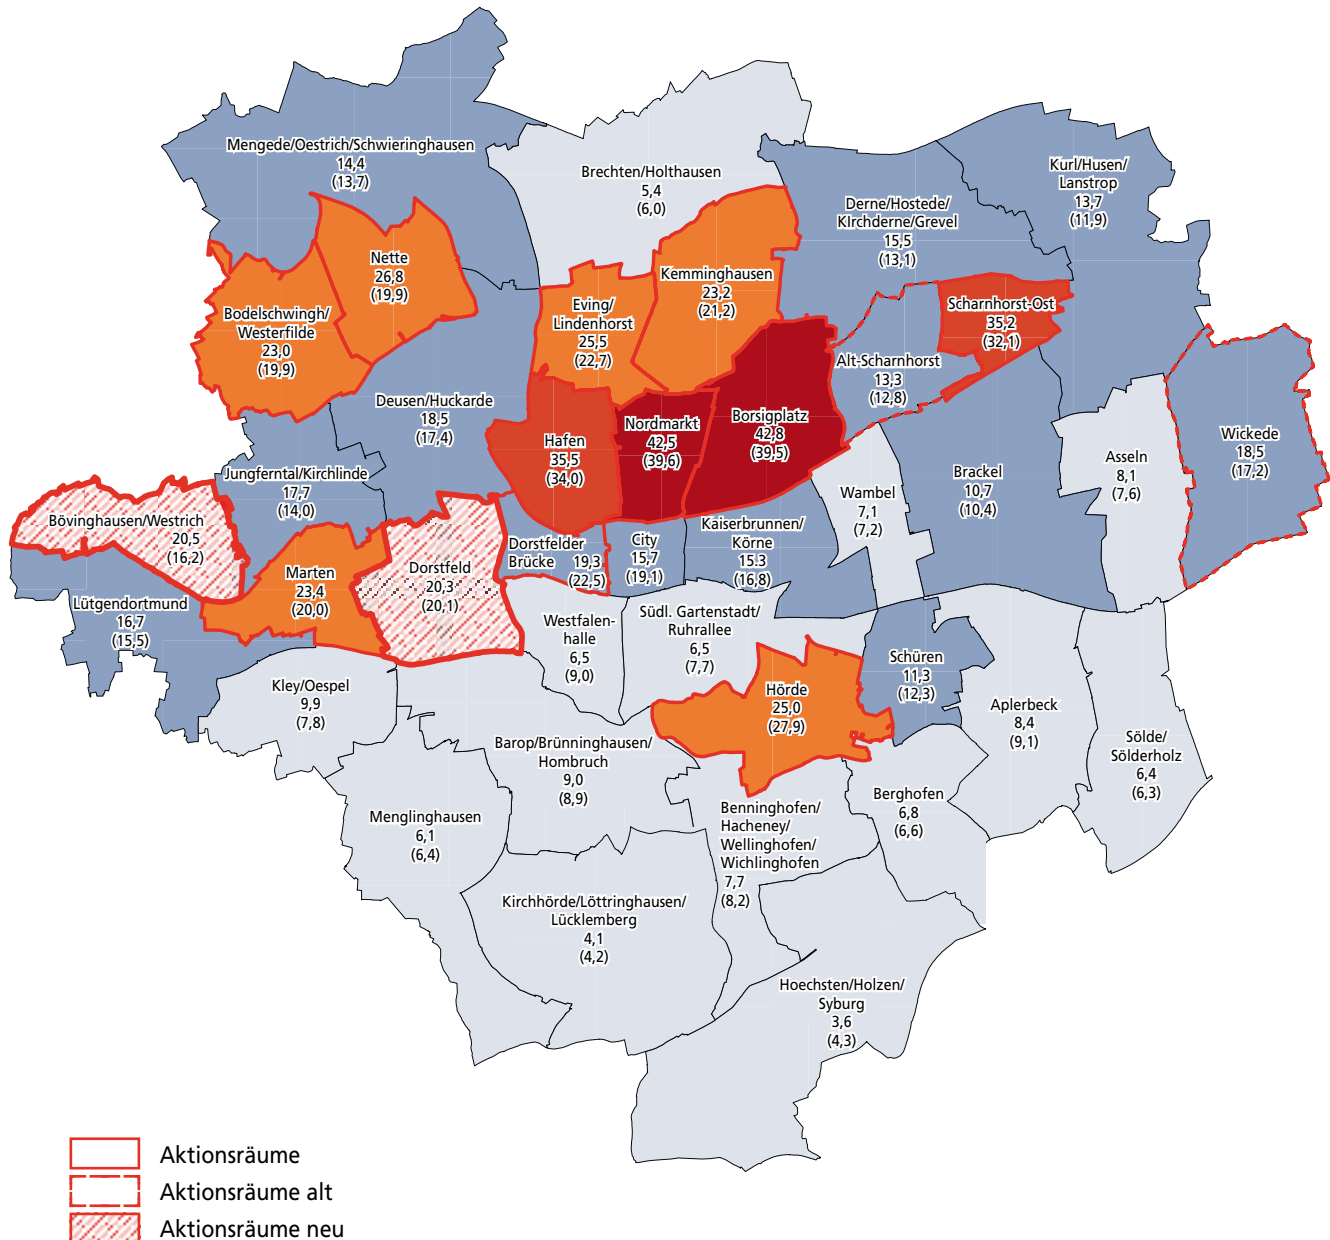 Mengede/Oestrich/Schwieringhausen
14,4
(13,7)
Brechten/Holthausen
5,4
(6,0)
Kurl/Husen/
Lanstrop
13,7
(11,9)
Derne/Hostede/
KIrchderne/Grevel
15,5
(13,1)
Nette
26,8
(19,9)
Kemminghausen
23,2
(21,2)
Bodelschwingh/
Westerfilde
23,0
(19,9)
Eving/
Lindenhorst
25,5
(22,7)
Scharnhorst-Ost
35,2
(32,1)
Alt-Scharnhorst
13,3
(12,8)
Deusen/Huckarde
18,5
(17,4)
Hafen
35,5
(34,0)
Nordmarkt
42,5
(39,6)
Borsigplatz
42,8
(39,5)
Wickede
18,5
(17,2)
Asseln
8,1
(7,6)
Brackel
10,7
(10,4)
Wambel
7,1
(7,2)
Jungferntal/Kirchlinde
17,7
(14,0)
Bövinghausen/Westrich
20,5
(16,2)
Kaiserbrunnen/
Körne
15.3
(16,8)
Dorstfelder
Brücke
19,3
(22,5)
City
15,7
(19,1)
Marten
23,4
(20,0)
Dorstfeld
20,3
(20,1)
Lütgendortmund
16,7
(15,5)
Westfalen-
halle
6,5
(9,0)
Südl. Gartenstadt/
Ruhrallee
6,5
(7,7)
Schüren
11,3
(12,3)
Kley/Oespel
9,9
(7,8)
Hörde
25,0
(27,9)
Aplerbeck
8,4
(9,1)
Sölde/
Sölderholz
6,4
(6,3)
Barop/Brünninghausen/
Hombruch
9,0
(8,9)
Berghofen
6,8
(6,6)
Menglinghausen
6,1
(6,4)
Benninghofen/
Hacheney/
Wellinghofen/
Wichlinghofen
7,7
(8,2)
Kirchhörde/Löttringhausen/
Lücklemberg
4,1
(4,2)
Hoechsten/Holzen/
Syburg
3,6
(4,3)
Aktionsräume
Aktionsräume alt
Aktionsräume neu